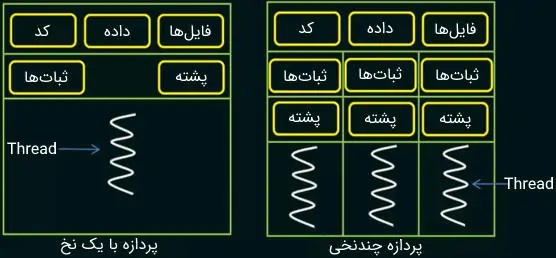 فایل‌ها داده کد
پشته ثبات‌ها
Thread
پردازه با یک نخ
فایل‌ها داده کد
ثبات‌ها ثبات‌ها ثبات‌ها
پشته پشته پشته
Thread
پردازه چندنخی